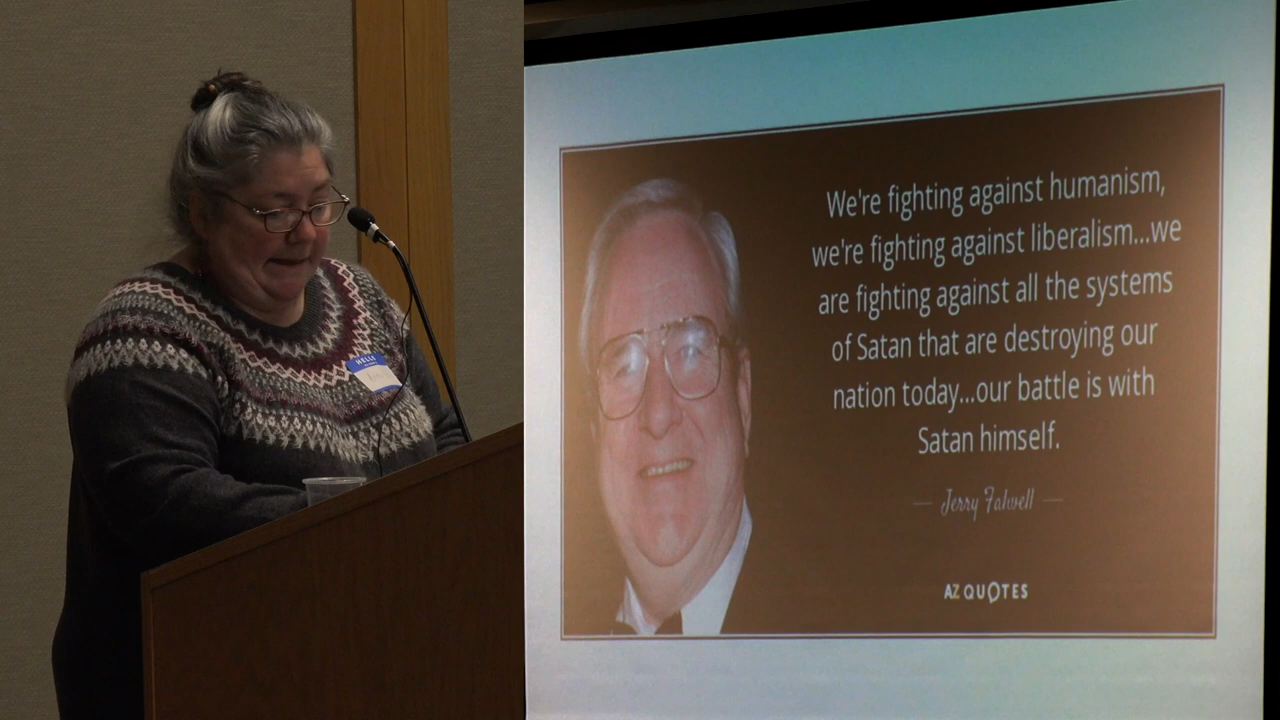 HELLO
We're fighting against humanism,
we're fighting against liberalism...we
are fighting against all the systems
of Satan that are destroying our
nation today...our battle is with
Satan himself.
— Jerry Falwell —
AZ QUOTES